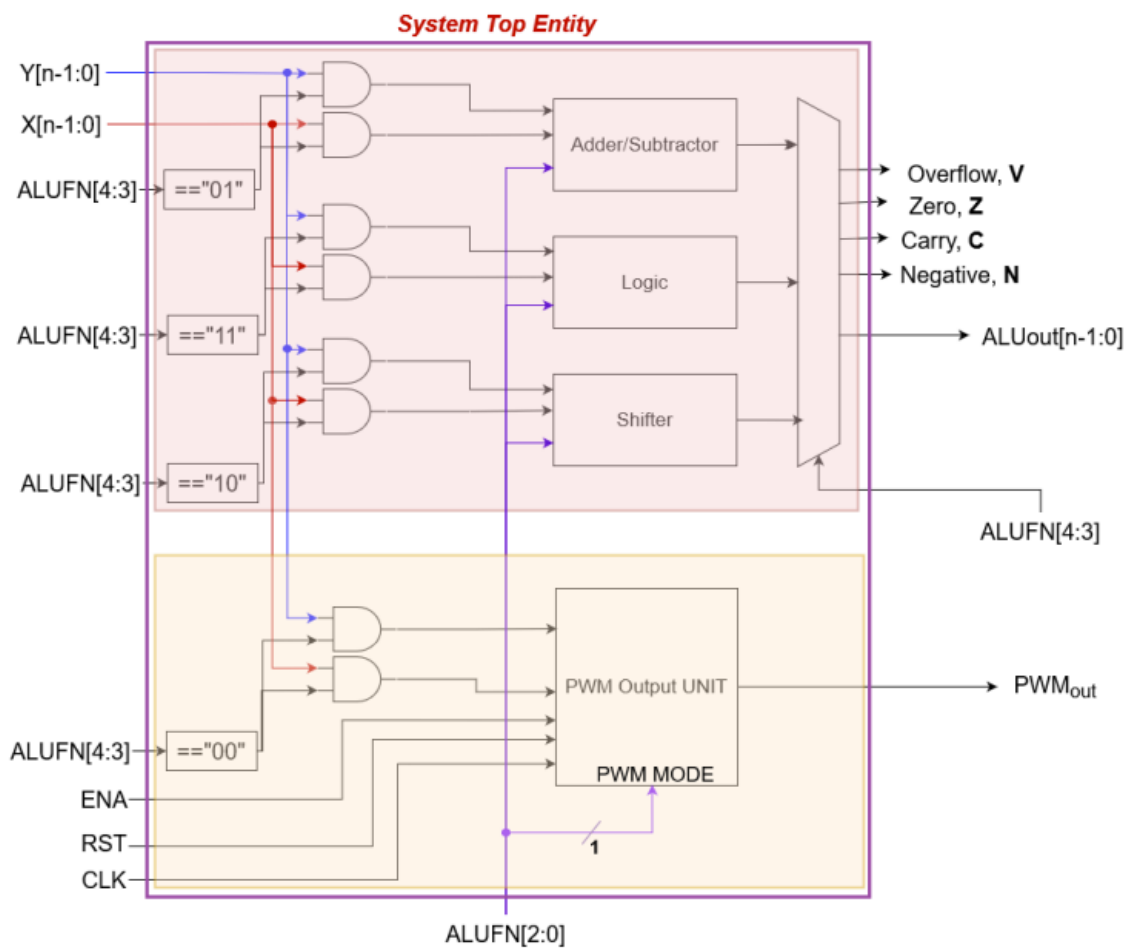 System Top Entity
Y[n-1:0]
X[n-1:0]
ALUFN[4:3]
=="01"
Adder/Subtractor
Overflow, V
Zero, Z
Carry, C
Negative, N
Logic
ALUFN[4:3]
=="11"
ALUout[n-1:0]
Shifter
ALUFN[4:3]
=="10"
ALUFN[4:3]
PWM Output UNIT
PWMout
ALUFN[4:3]
=="00"
PWM MODE
ENA
RST
1
CLK
ALUFN[2:0]